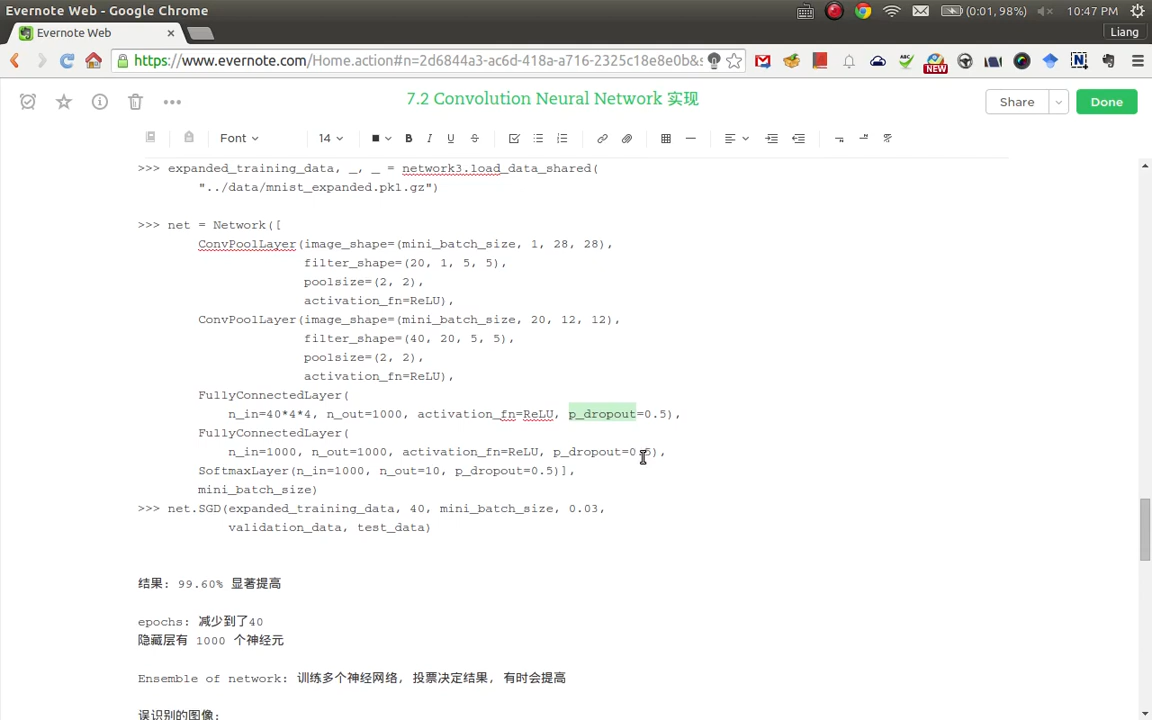 Evernote Web - Google Chrome
(0:01, 98%)
10:47 PM
Evernote Web
Liang
https://www.evernote.com/Home.action#n=2d6844a3-ac6d-418a-a716-2325c18e8e0b&s
NEW
7.2 Convolution Neural Network 实现
Share
Done
Font
14
B I U
>>> expanded_training_data, _, _ = network3.load_data_shared(
"../data/mnist_expanded.pkl.gz")
>>> net = Network([
ConvPoolLayer(image_shape=(mini_batch_size, 1, 28, 28),
filter_shape=(20, 1, 5, 5),
poolsize=(2, 2),
activation_fn=ReLU),
ConvPoolLayer(image_shape=(mini_batch_size, 20, 12, 12),
filter_shape=(40, 20, 5, 5),
poolsize=(2, 2),
activation_fn=ReLU),
FullyConnectedLayer(
n_in=40*4*4, n_out=1000, activation_fn=ReLU, p_dropout=0.5),
FullyConnectedLayer(
n_in=1000, n_out=1000, activation_fn=ReLU, p_dropout=0.5),
SoftmaxLayer(n_in=1000, n_out=10, p_dropout=0.5)],
mini_batch_size)
>>> net.SGD(expanded_training_data, 40, mini_batch_size, 0.03,
validation_data, test_data)
结果: 99.60% 显著提高
epochs: 减少到了40
隐藏层有 1000 个神经元
Ensemble of network: 训练多个神经网络, 投票决定结果, 有时会提高
误识别的图像: